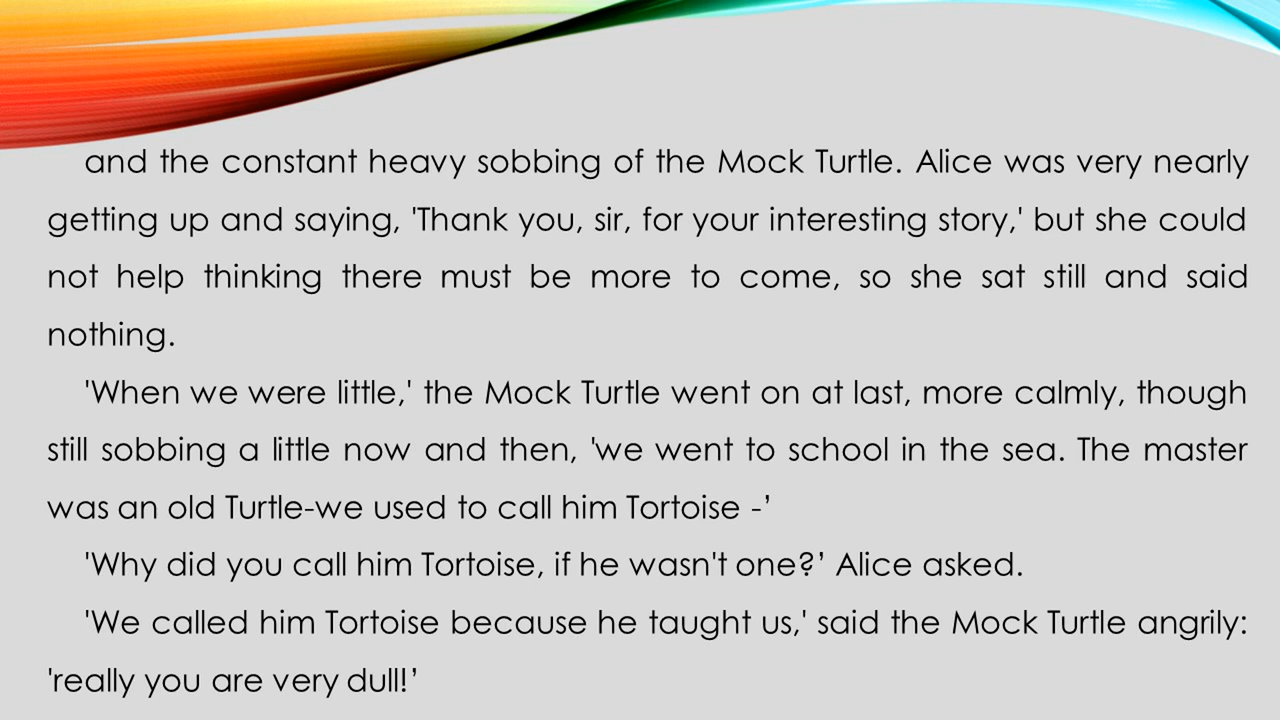 and the constant heavy sobbing of the Mock Turtle. Alice was very nearly
getting up and saying, 'Thank you, sir, for your interesting story,' but she could
not help thinking there must be more to come, so she sat still and said
nothing.
'When we were little,' the Mock Turtle went on at last, more calmly, though
still sobbing a little now and then, 'we went to school in the sea. The master
was an old Turtle-we used to call him Tortoise -’
'Why did you call him Tortoise, if he wasn't one?’ Alice asked.
'We called him Tortoise because he taught us,' said the Mock Turtle angrily:
'really you are very dull!’